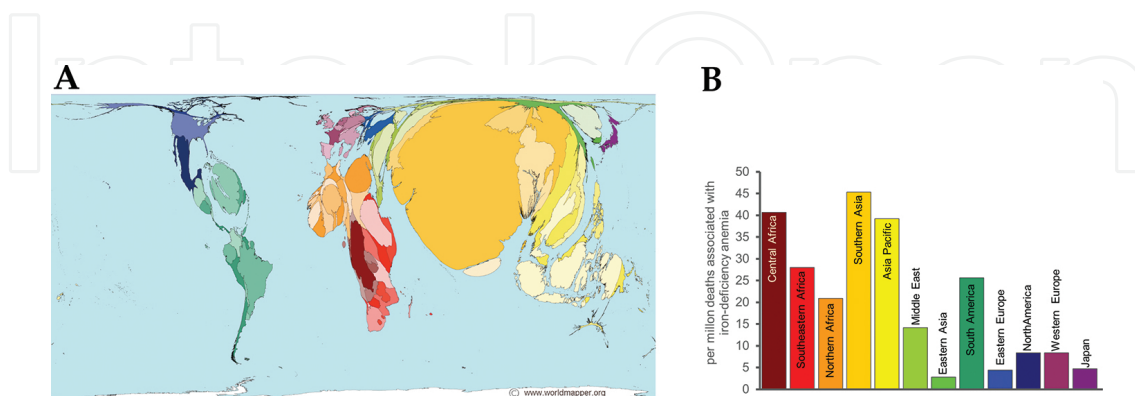 IntechOpen
A
B
© www.worldmapper.org
per millon deaths associated with
iron-deficiency anemia
50
45
40
35
30
25
20
15
10
5
0
Central Africa
Southeastern Africa
Northern Africa
Southern Asia
Asia Pacific
Middle East
Eastern Asia
South America
Eastern Europe
NorthAmerica
Western Europe
Japan